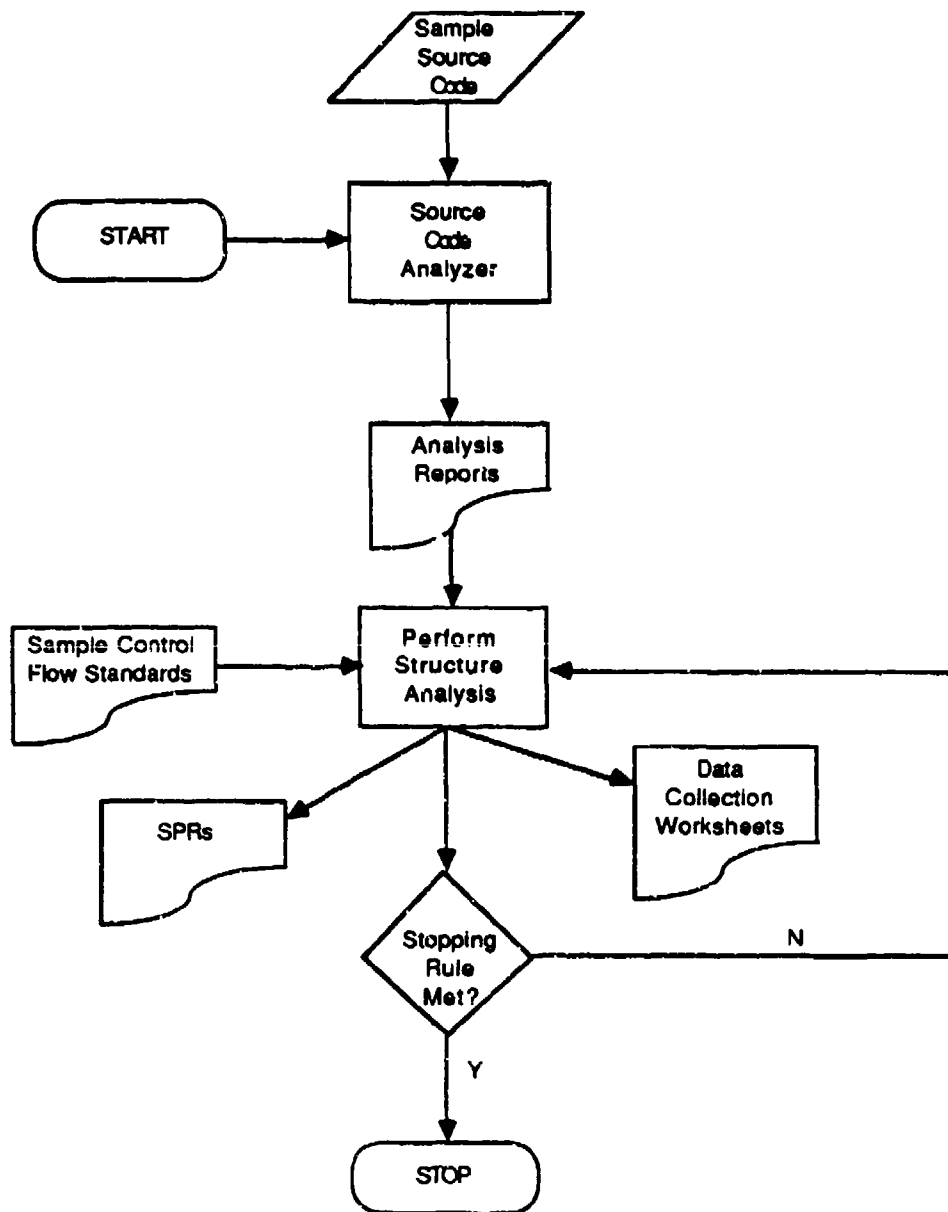 Sample
Source
Code
START
Source
Code
Analyzer
Analysis
Reports
Sample Control
Flow Standards
Perform
Structure
Analysis
SPRs
Data
Collection
Worksheets
Stopping
Rule
Met?
N
Y
STOP